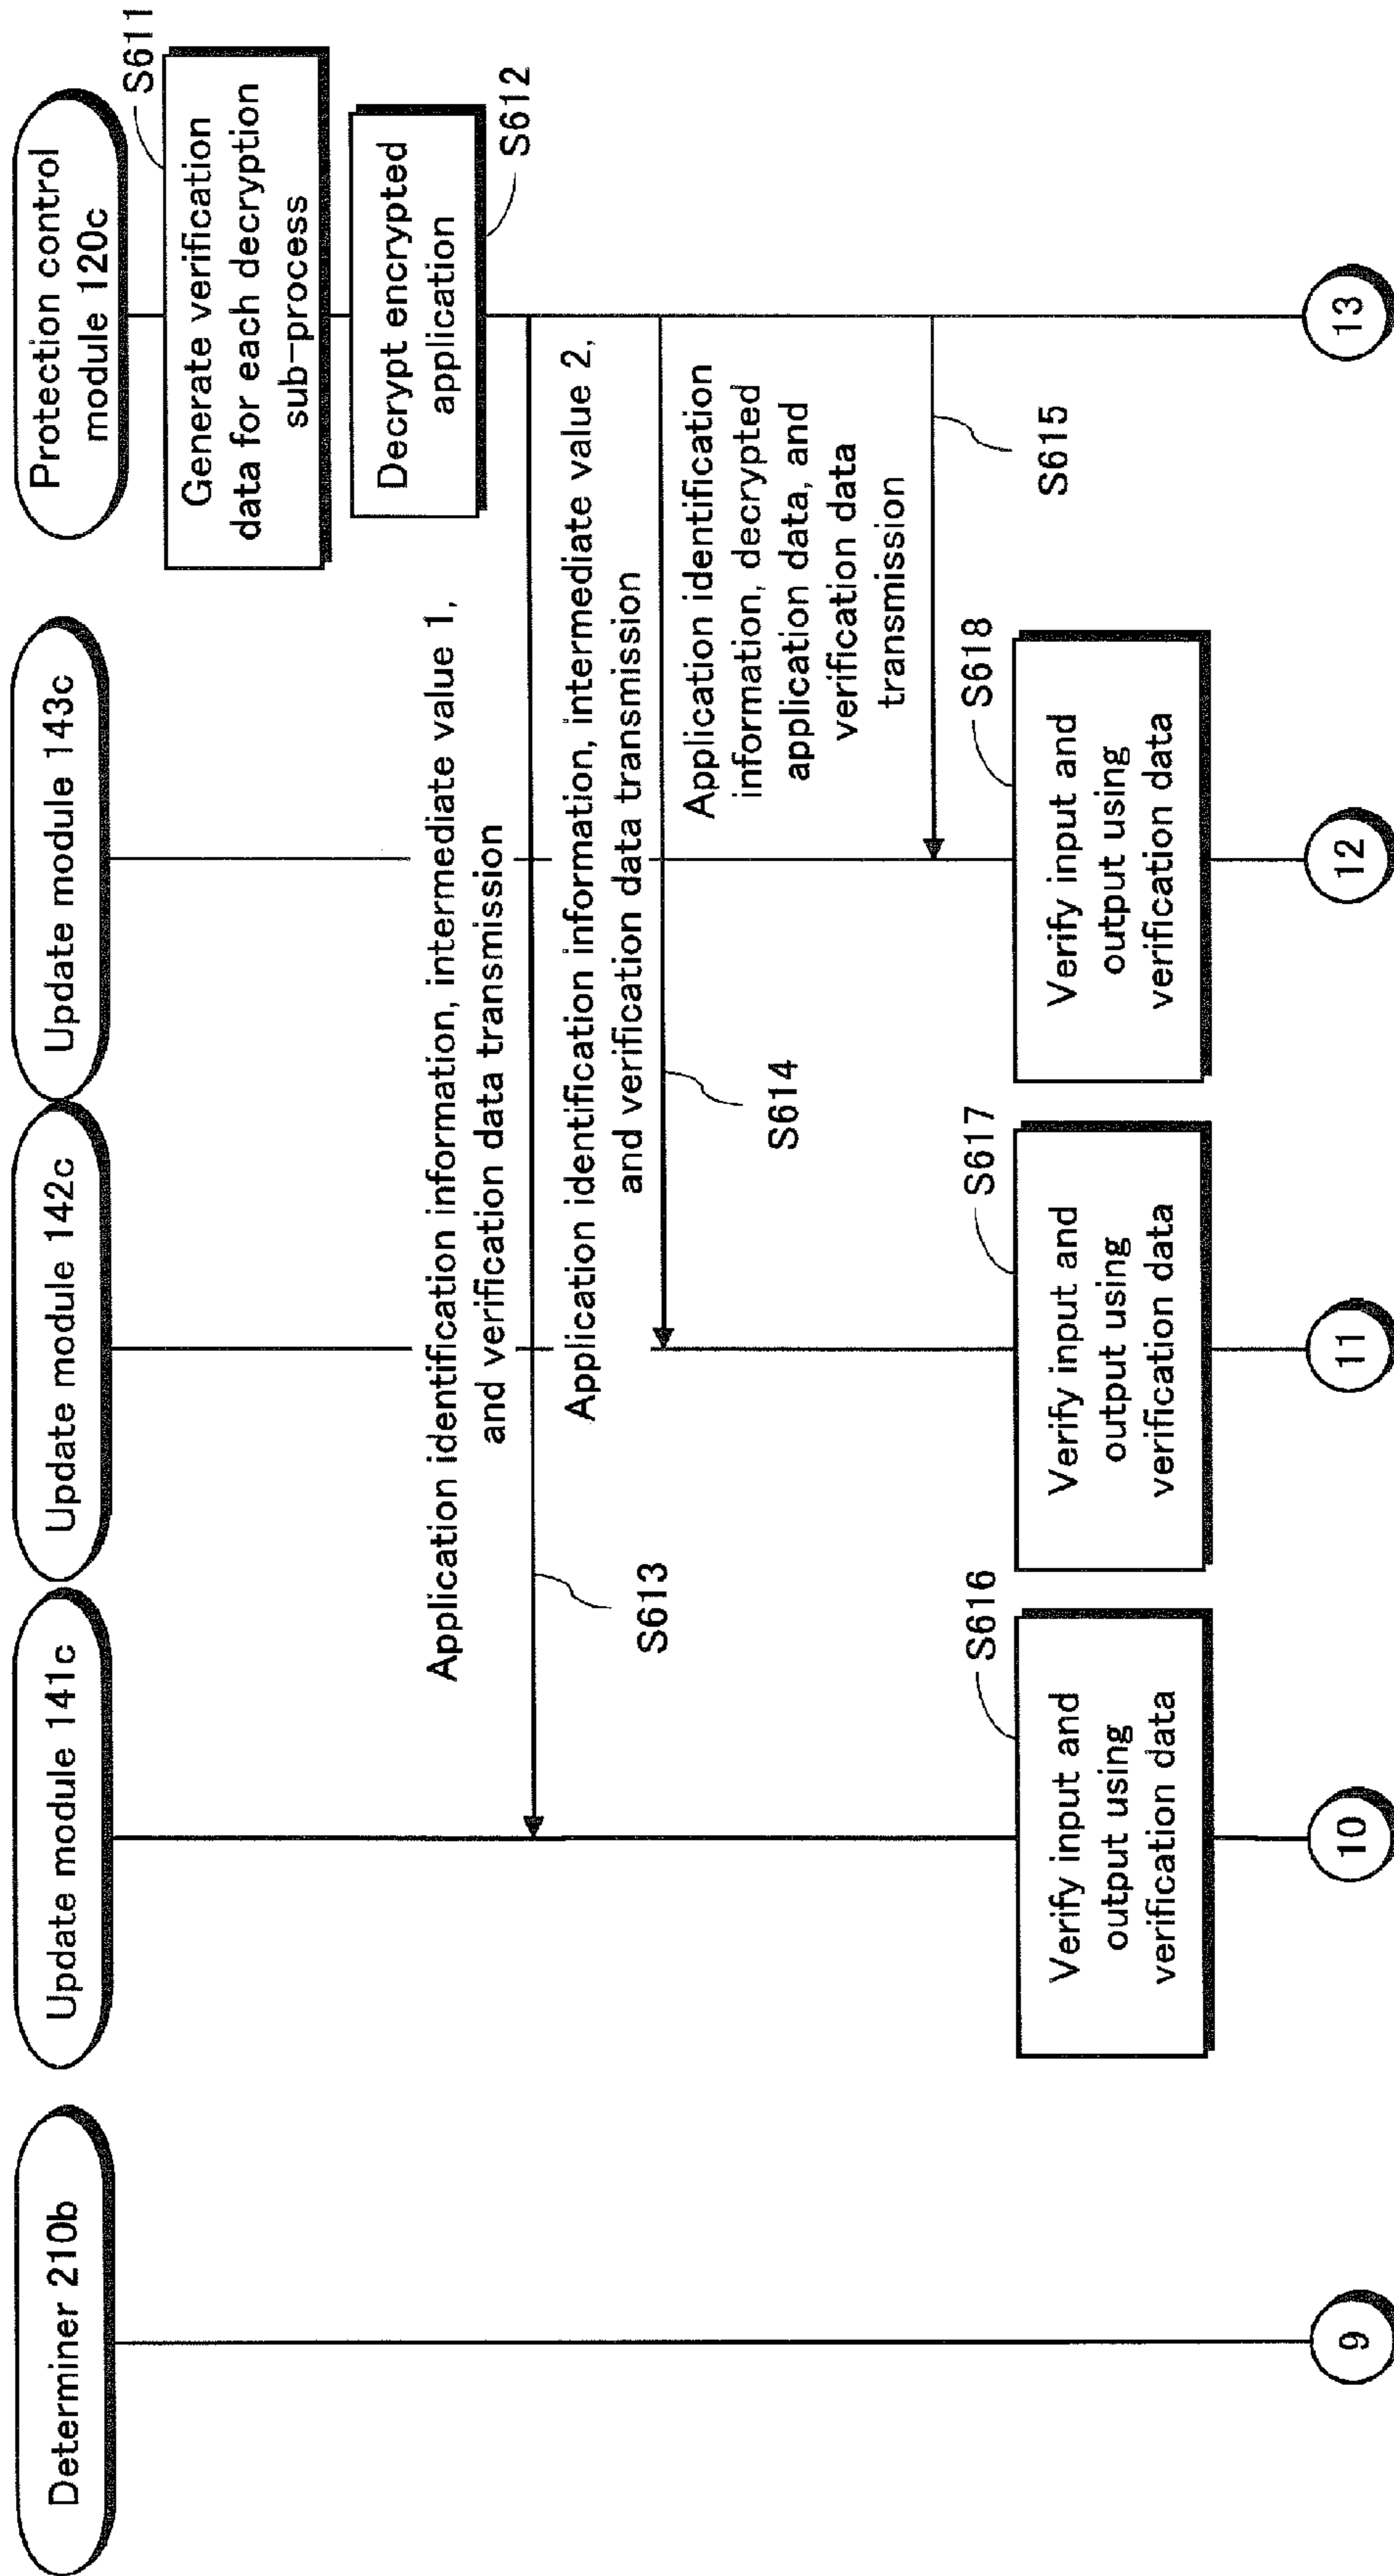 Determiner 210b
Update module 141c
Update module 142c
Update module 143c
Protection control
module 120c
S611
Generate verification
data for each decryption
sub-process
Decrypt encrypted
application
S612
Application identification information, intermediate value 1,
and verification data transmission
S613
Application identification information, intermediate value 2,
and verification data transmission
S614
Application identification
information, decrypted
application data, and
verification data
transmission
S615
S616
Verify input and
output using
verification data
S617
Verify input and
output using
verification data
S618
Verify input and
output using
verification data
9
10
11
12
13